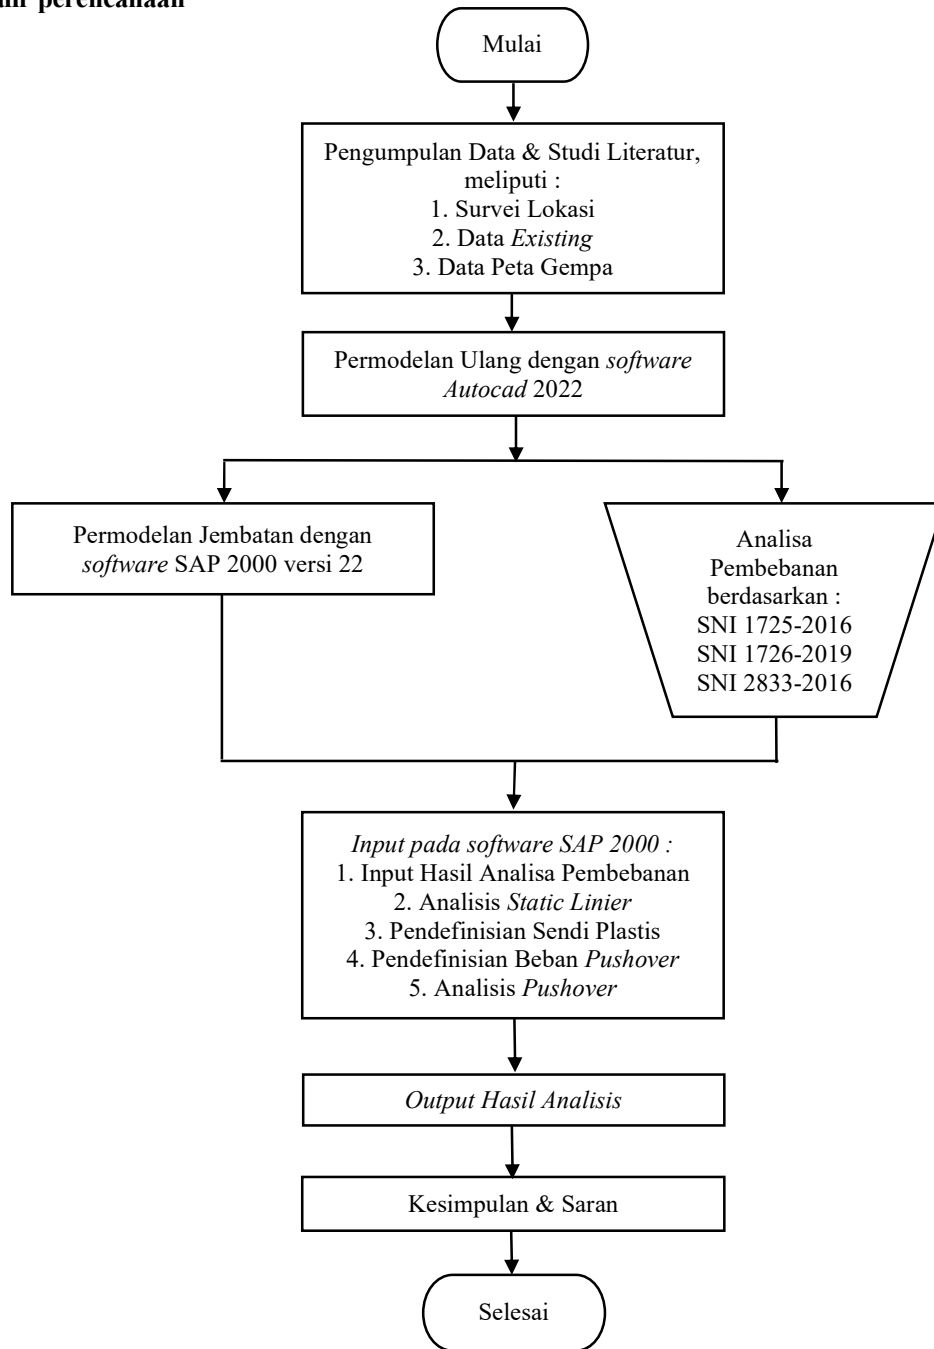 perencanaan
Mulai
Pengumpulan Data & Studi Literatur,
meliputi :
1. Survei Lokasi
2. Data Existing
3. Data Peta Gempa
Permodelan Ulang dengan software
Autocad 2022
Permodelan Jembatan dengan
software SAP 2000 versi 22
Analisa
Pembebanan
berdasarkan :
SNI 1725-2016
SNI 1726-2019
SNI 2833-2016
Input pada software SAP 2000 :
1. Input Hasil Analisa Pembebanan
2. Analisis Static Linier
3. Pendefinisian Sendi Plastis
4. Pendefinisian Beban Pushover
5. Analisis Pushover
Output Hasil Analisis
Kesimpulan & Saran
Selesai